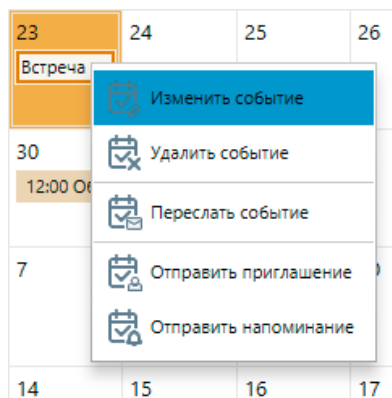 23 24 25 26
Встреча
Изменить событие
30
Удалить событие
12:00
Переслать событие
7
Отправить приглашение
Отправить напоминание
14 15 16 17